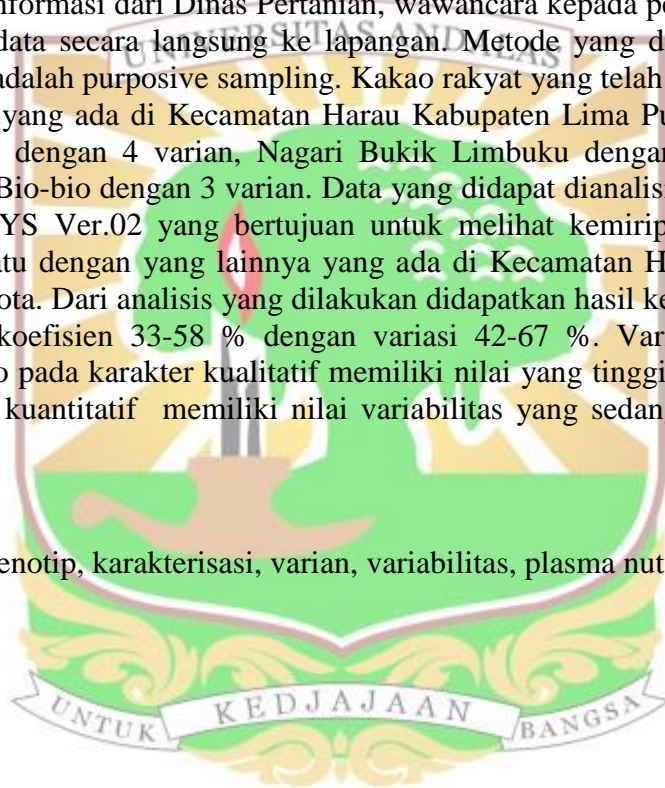 nformasi dari Dinas Pertanian, wawancara kepada pe
data secara langsung ke lapangan. Metode yang d
UNIVERSITAS ANDALAS
adalah purposive sampling. Kakao rakyat yang telah
yang ada di Kecamatan Harau Kabupaten Lima Pu
dengan 4 varian, Nagari Bukik Limbuku dengan
Bio-bio dengan 3 varian. Data yang didapat dianalis
YS Ver.02 yang bertujuan untuk melihat kemirip
atu dengan yang lainnya yang ada di Kecamatan H
ota. Dari analisis yang dilakukan didapatkan hasil ke
koefisien 33-58 % dengan variasi 42-67 %. Var
o pada karakter kualitatif memiliki nilai yang tinggi
kuantitatif memiliki nilai variabilitas yang sedan
enotip, karakterisasi, varian, variabilitas, plasma nut
UNTUK KEDJAJAAN BANGSA